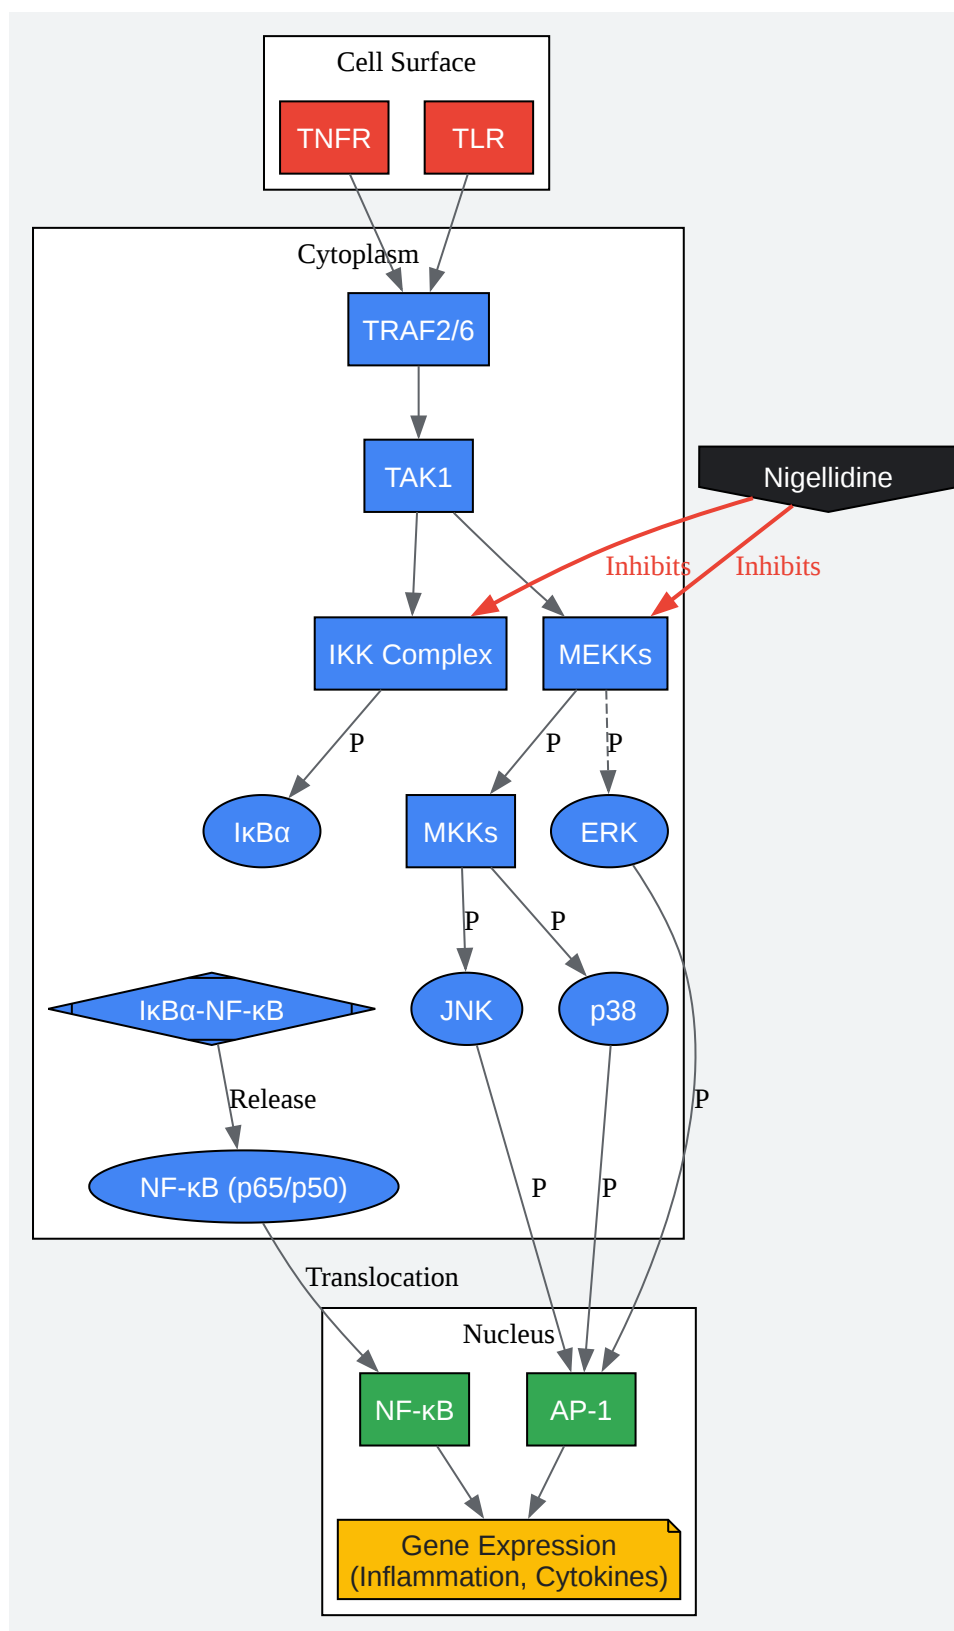 Cell Surface
TNFR
TLR
Cytoplasm
TRAF2/6
TAK1
Nigellidine
Inhibits
Inhibits
IKK Complex
MEKKs
P
P
P
IκBα
MKKs
ERK
P
P
IκBα-NF-κB
JNK
p38
Release
P
NF-κB (p65/p50)
P
P
Translocation
Nucleus
NF-κB
AP-1
Gene Expression
(Inflammation, Cytokines)